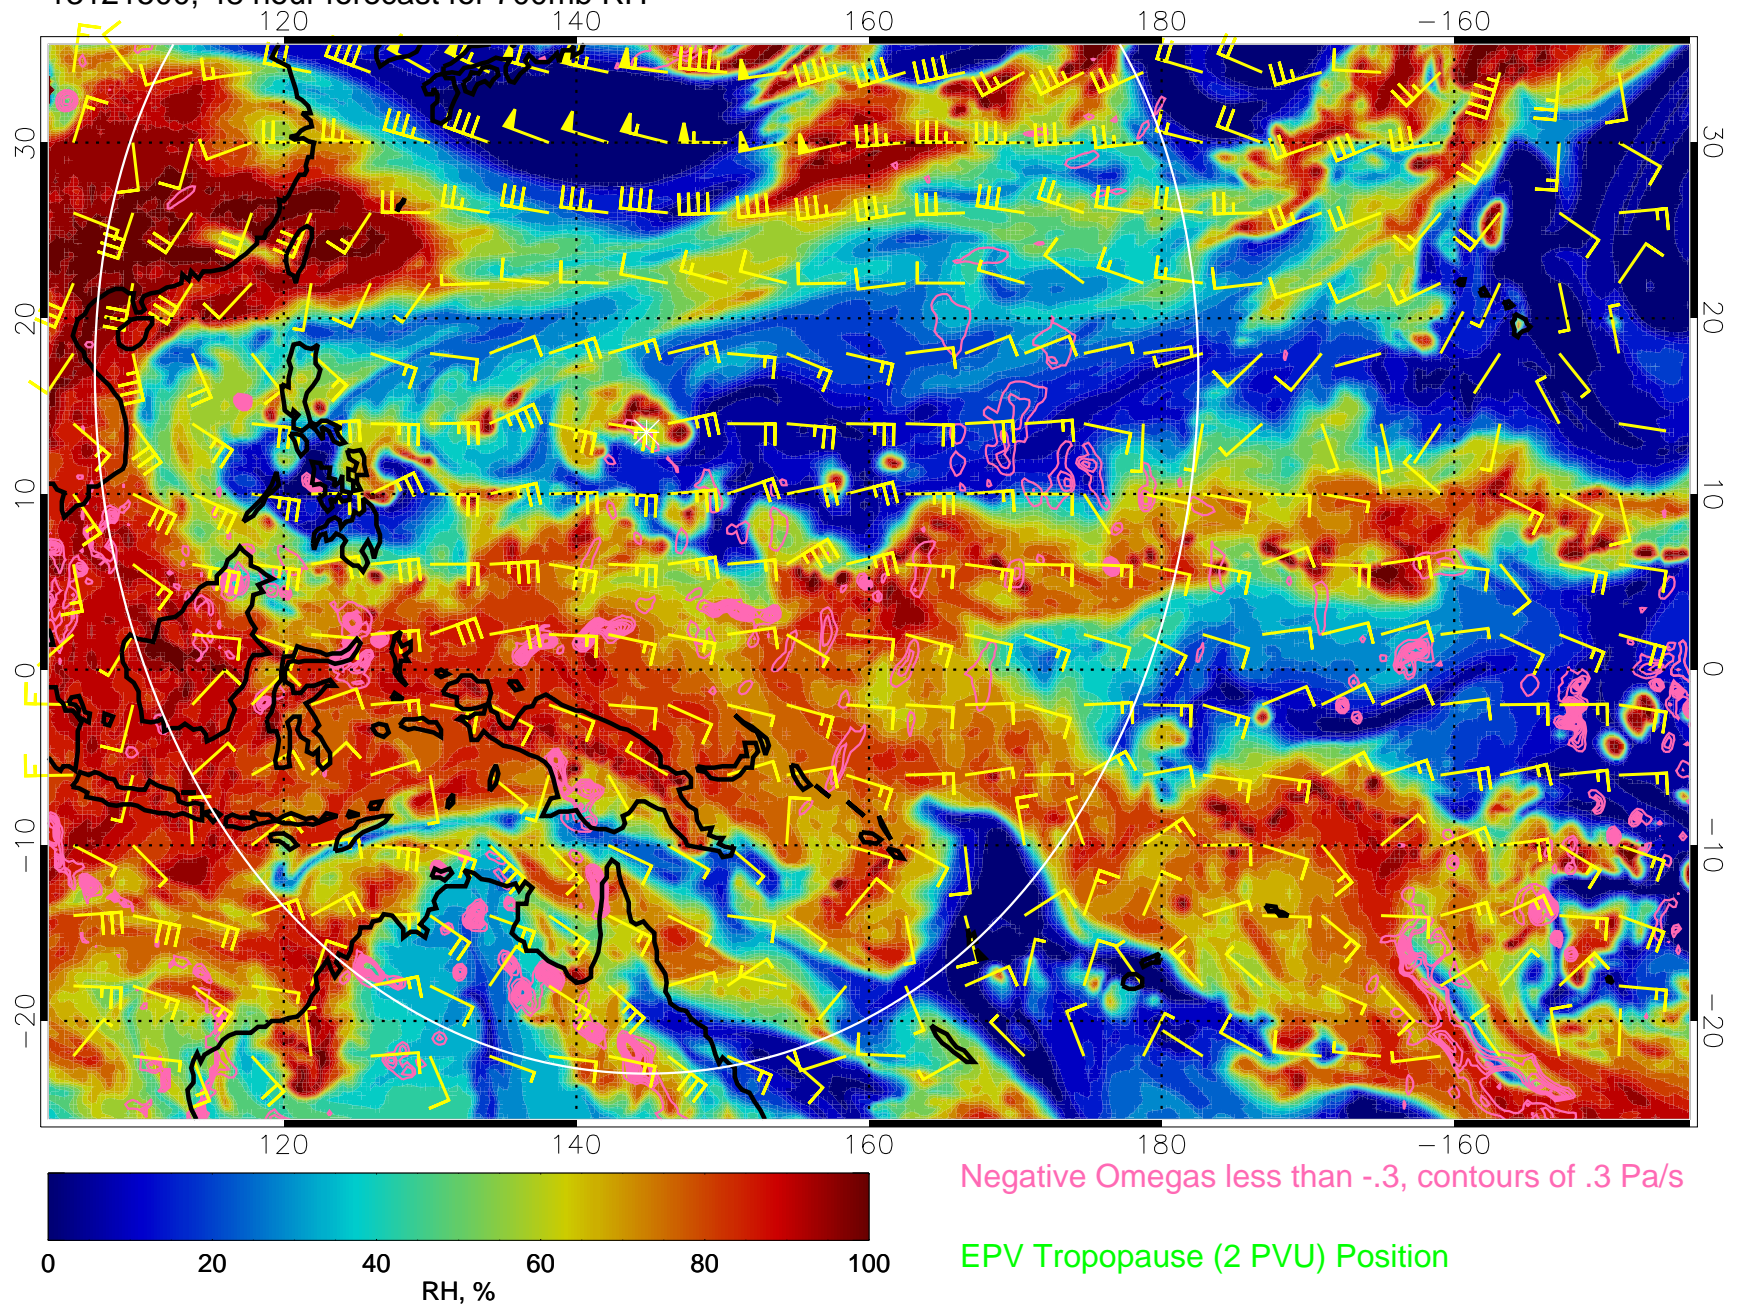 120 140 160 180 −160
30 30
20 20
10 10
0 0
−10 −10
−20 −20
120 140 160 180 −160
Negative Omegas less than -.3, contours of .3 Pa/s
EPV Tropopause (2 PVU) Position
0 20 40 60 80 100
RH, %